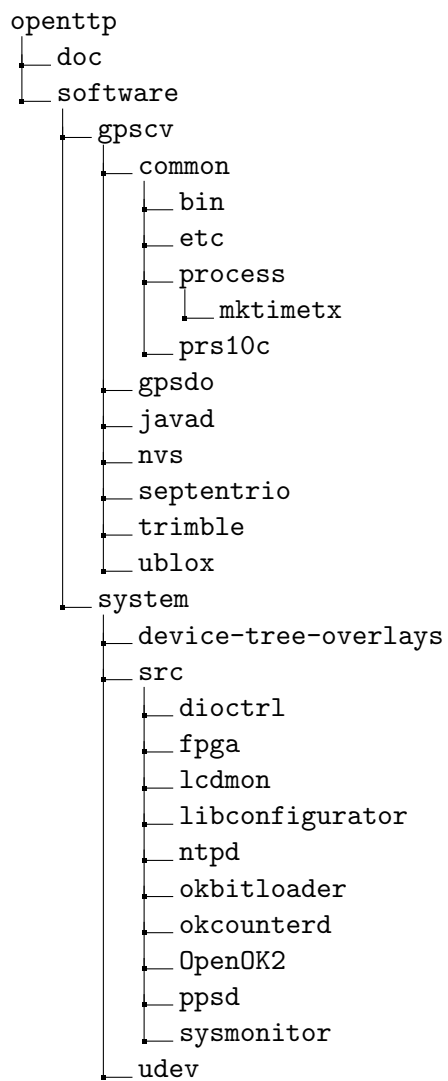 openttp
doc
software
gpscv
common
bin
etc
process
mktimetx
prs10c
gpsdo
javad
nvs
septentrio
trimble
ublox
system
device-tree-overlays
src
dioctrl
fpga
lcdmon
libconfigurator
ntpd
okbitloader
okcounterd
OpenOK2
ppsd
sysmonitor
udev